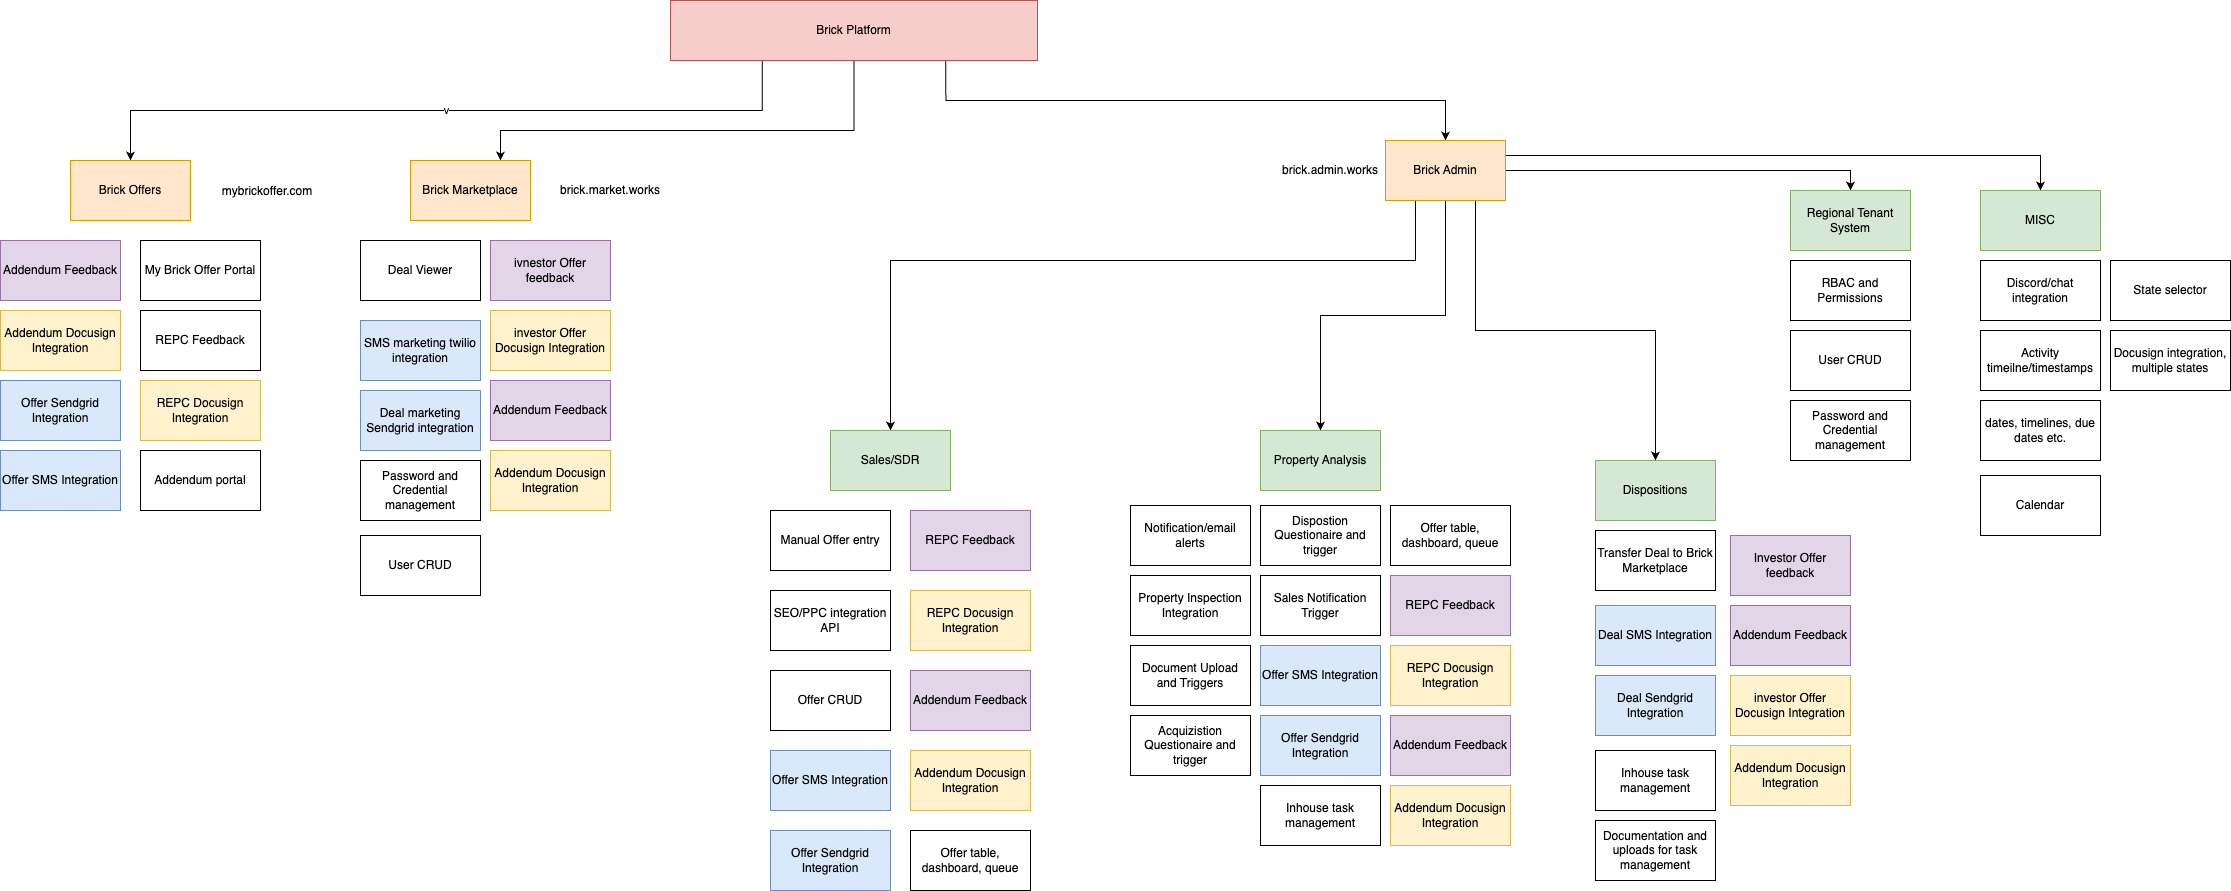 Brick Platform
Brick Offers
mybrickoffer.com
Brick Marketplace
brick.market.works
brick.admin.works
Brick Admin
Regional Tenant
System
MISC
Addendum Feedback
My Brick Offer Portal
Addendum Docusign
Integration
REPC Feedback
Offer Sendgrid
Integration
REPC Docusign
Integration
Offer SMS Integration
Addendum portal
Deal Viewer
ivnestor Offer
feedback
SMS marketing twilio
integration
investor Offer
Docusign Integration
Deal marketing
Sendgrid integration
Addendum Feedback
Password and
Credential
management
Addendum Docusign
Integration
User CRUD
Sales/SDR
Manual Offer entry
REPC Feedback
SEO/PPC integration
API
REPC Docusign
Integration
Offer CRUD
Addendum Feedback
Offer SMS Integration
Addendum Docusign
Integration
Offer Sendgrid
Integration
Offer table,
dashboard, queue
Property Analysis
Notification/email
alerts
Dispostion
Questionaire and
trigger
Offer table,
dashboard, queue
Property Inspection
Integration
Sales Notification
Trigger
REPC Feedback
Document Upload
and Triggers
Offer SMS Integration
REPC Docusign
Integration
Acquizistion
Questionaire and
trigger
Offer Sendgrid
Integration
Addendum Feedback
Inhouse task
management
Addendum Docusign
Integration
Dispositions
Transfer Deal to Brick
Marketplace
Investor Offer
feedback
Deal SMS Integration
Addendum Feedback
Deal Sendgrid
Integration
investor Offer
Docusign Integration
Inhouse task
management
Addendum Docusign
Integration
Documentation and
uploads for task
management
RBAC and
Permissions
User CRUD
Password and
Credential
management
Discord/chat
integration
State selector
Activity
timeilne/timestamps
Docusign integration,
multiple states
dates, timelines, due
dates etc.
Calendar